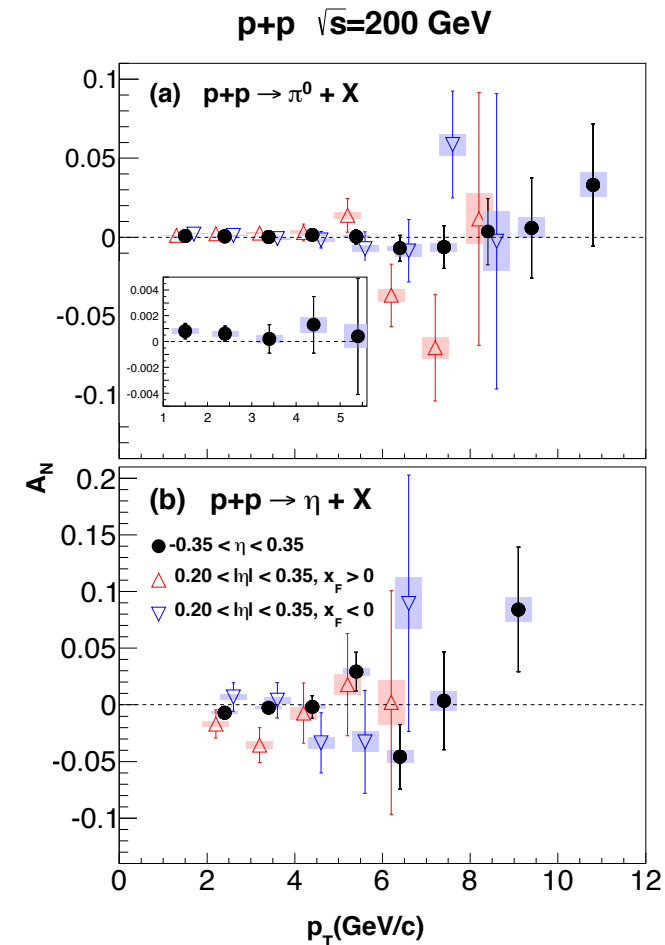 p+p √s=200 GeV
(a) p+p → π⁰ + X
0.1
0.05
0
-0.05
-0.1
0.004
0.002
0
-0.002
-0.004
1 2 3 4 5
A_N
(b) p+p → η + X
-0.35 < η < 0.35
0.20 < |η| < 0.35, x_F > 0
0.20 < |η| < 0.35, x_F < 0
0.2
0.15
0.1
0.05
0
-0.05
-0.1
0 2 4 6 8 10 12
p_T(GeV/c)